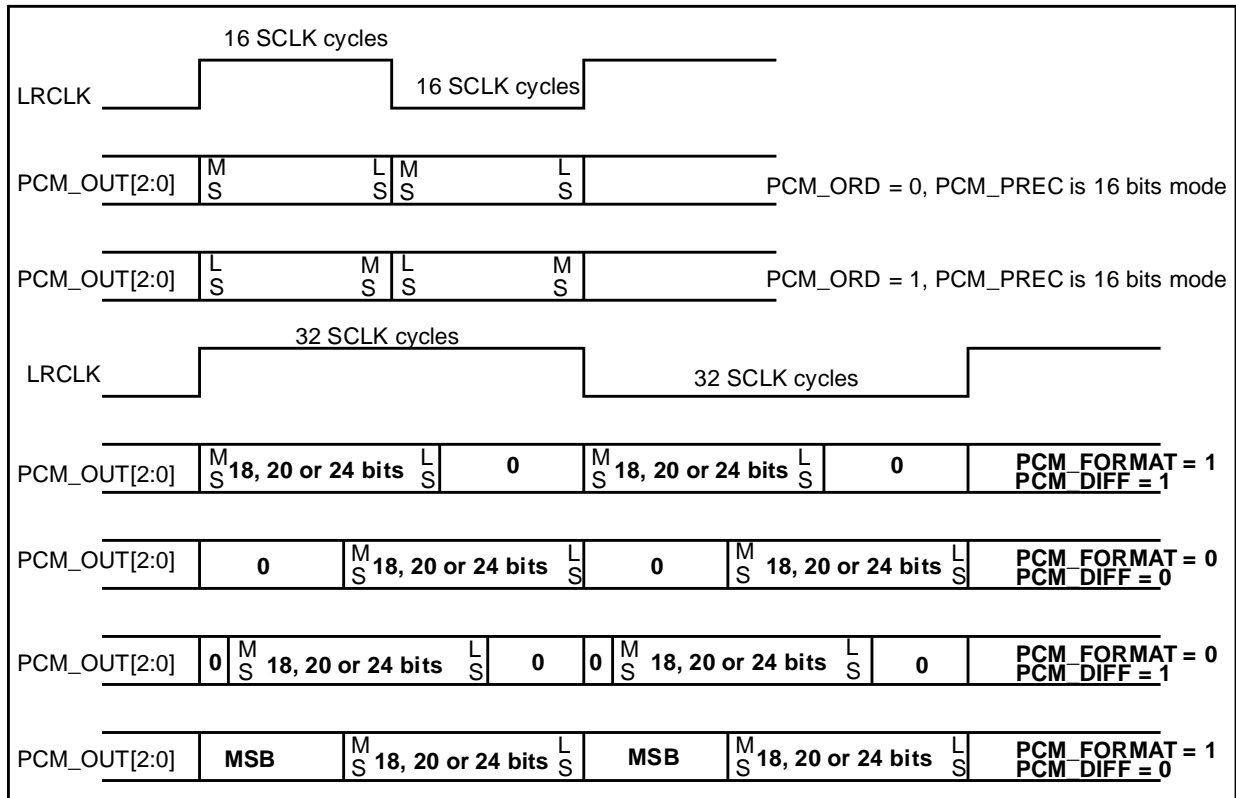 16 SCLK cycles
LRCLK
16 SCLK cycles
PCM_OUT[2:0]
M L M L
S S S S
PCM_ORD = 0, PCM_PREC is 16 bits mode
PCM_OUT[2:0]
L M L M
S S S S
PCM_ORD = 1, PCM_PREC is 16 bits mode
32 SCLK cycles
LRCLK
32 SCLK cycles
PCM_OUT[2:0]
M L M L
S 18, 20 or 24 bits S 0 S 18, 20 or 24 bits S 0
PCM_FORMAT = 1
PCM_DIFF = 1
PCM_OUT[2:0]
M L M L
0 S 18, 20 or 24 bits S 0 S 18, 20 or 24 bits S
PCM_FORMAT = 0
PCM_DIFF = 0
PCM_OUT[2:0]
M L M L
0 S 18, 20 or 24 bits S 0 0 S 18, 20 or 24 bits S 0
PCM_FORMAT = 0
PCM_DIFF = 1
PCM_OUT[2:0]
M L M L
MSB S 18, 20 or 24 bits S MSB S 18, 20 or 24 bits S
PCM_FORMAT = 1
PCM_DIFF = 0